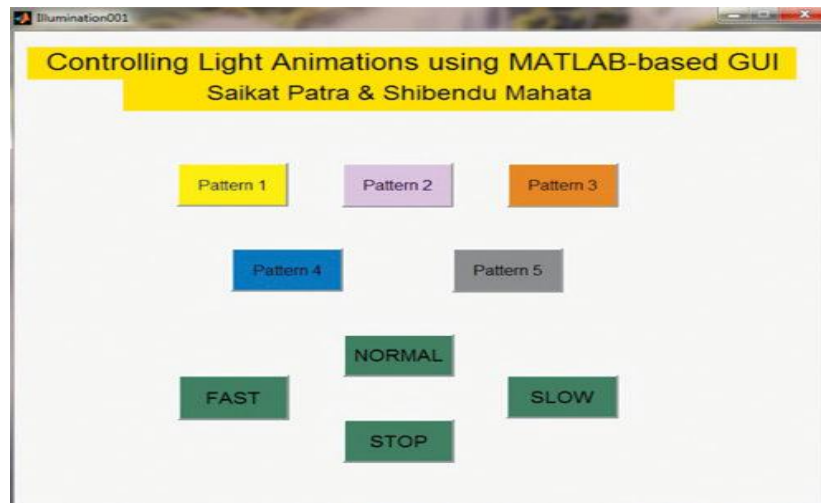 Illumination001
Controlling Light Animations using MATLAB-based GUI
Saikat Patra & Shibendu Mahata
Pattern 1
Pattern 2
Pattern 3
Pattern 4
Pattern 5
NORMAL
FAST
SLOW
STOP